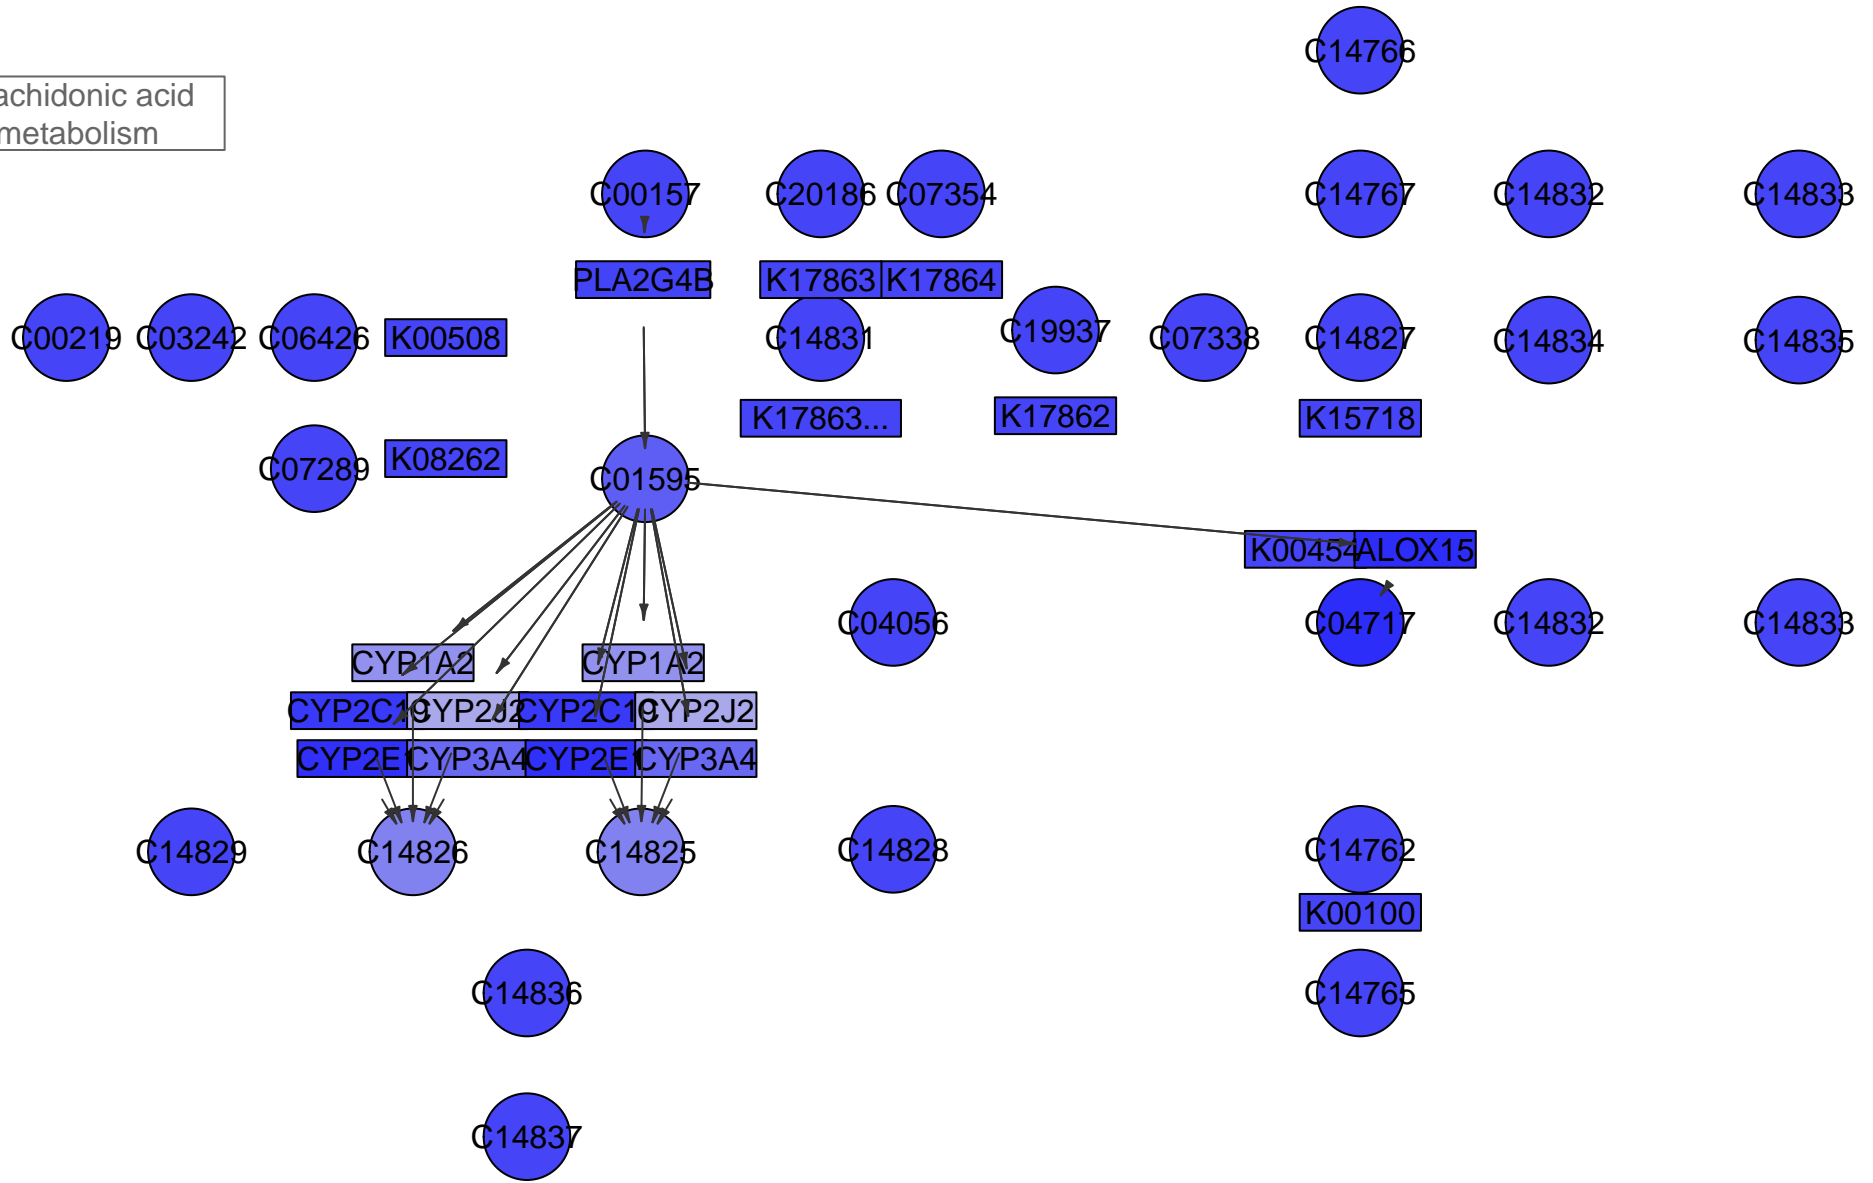 C14766
achidonic acid
metabolism
C00157
C20186
C07354
C14767
C14832
C14833
PLA2G4B
K17863
K17864
C00219
C03242
C06426
K00508
C14831
C19937
C07338
C14827
C14834
C14835
K17863...
K17862
K15718
C07289
K08262
C01595
K00454
ALOX15
C04056
C04717
C14832
C14833
CYP1A2
CYP1A2
CYP2C19
CYP2J2
CYP2C19
CYP2J2
CYP2E1
CYP3A4
CYP2E1
CYP3A4
C14829
C14826
C14825
C14828
C14762
K00100
C14836
C14765
C14837